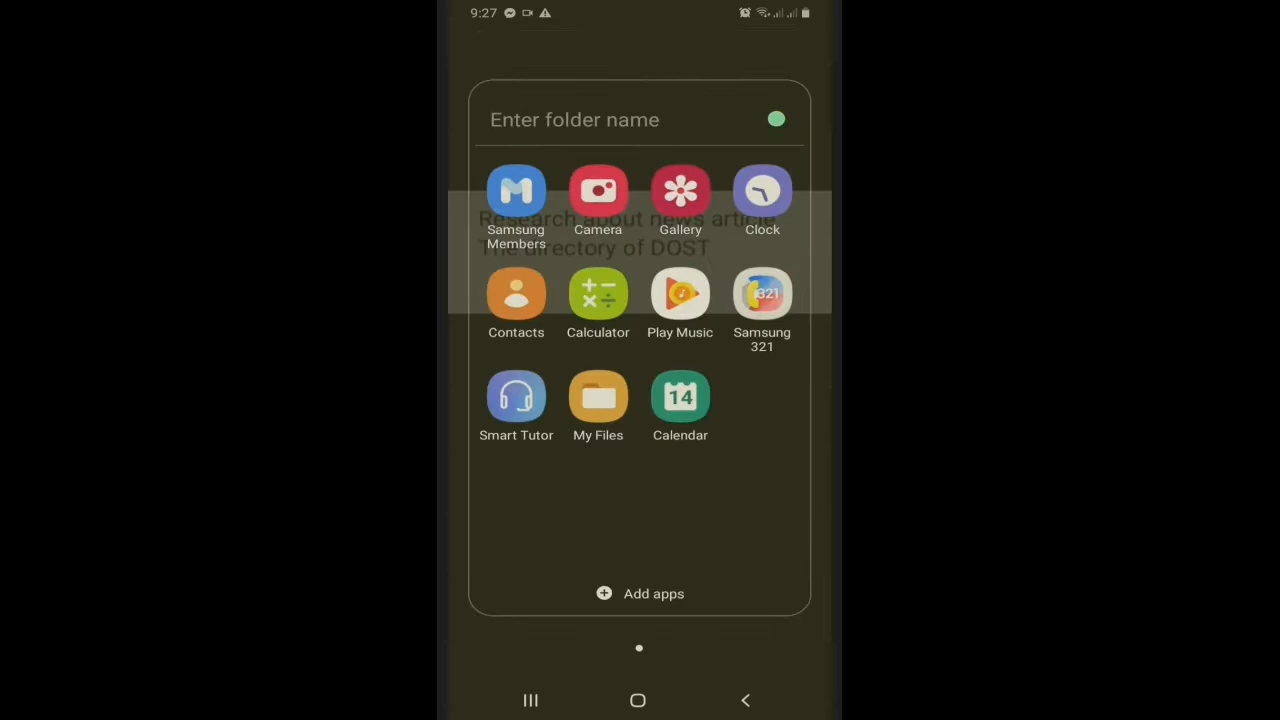 9:27
Enter folder name
Research about news article
The directory of DOST
Samsung Members
Camera
Gallery
Clock
Contacts
Calculator
Play Music
321
Samsung 321
Smart Tutor
My Files
14
Calendar
Add apps